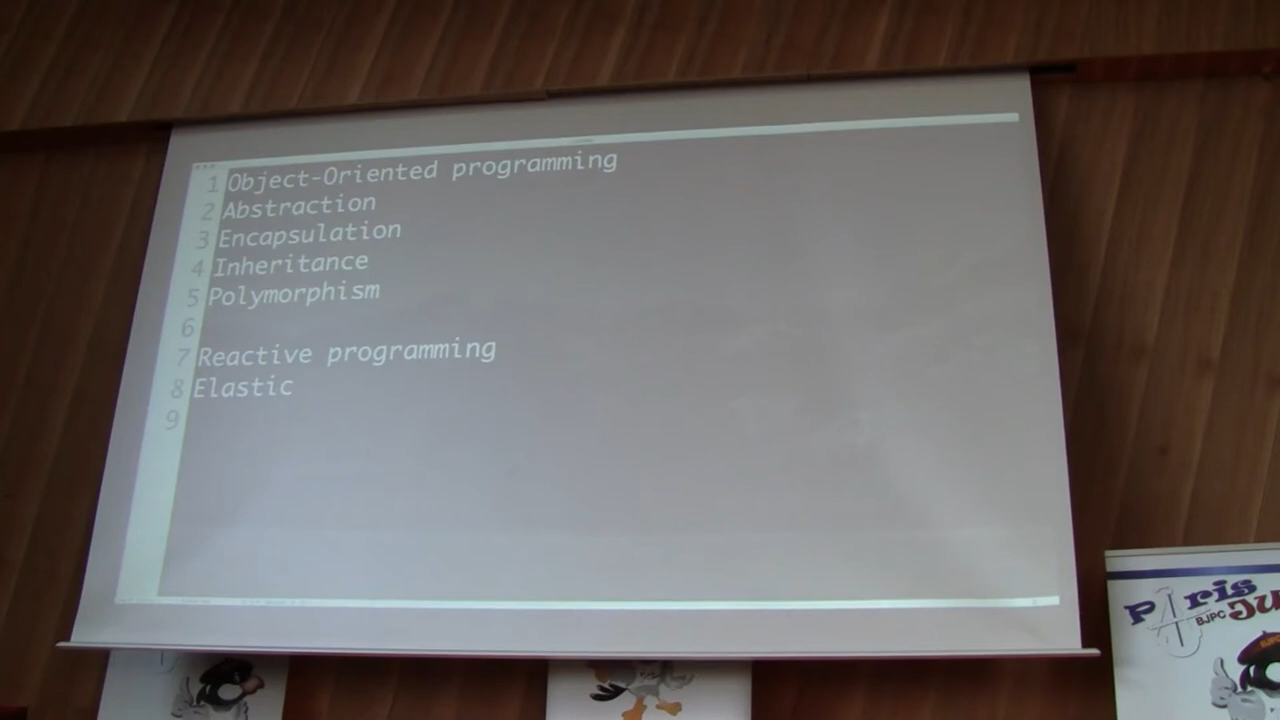 1 Object-Oriented programming
2 Abstraction
3 Encapsulation
4 Inheritance
5 Polymorphism
6
7 Reactive programming
8 Elastic
9
Paris
BJPC